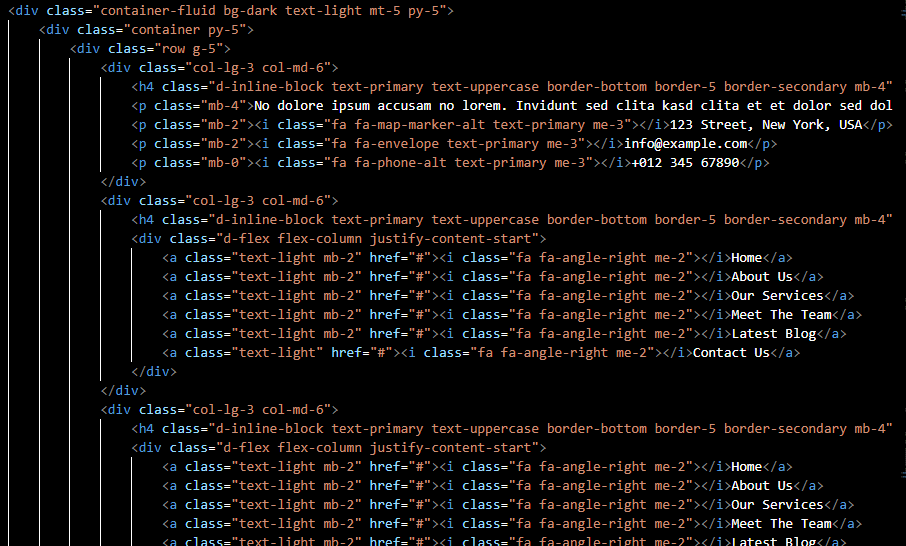 <div class="container-fluid bg-dark text-light mt-5 py-5">
<div class="container py-5">
<div class="row g-5">
<div class="col-lg-3 col-md-6">
<h4 class="d-inline-block text-primary text-uppercase border-bottom border-5 border-secondary mb-4"
<p class="mb-4">No dolore ipsum accusam no lorem. Invidunt sed clita kasd clita et et dolor sed dol
<p class="mb-2"><i class="fa fa-map-marker-alt text-primary me-3"></i>123 Street, New York, USA</p>
<p class="mb-2"><i class="fa fa-envelope text-primary me-3"></i>info@example.com</p>
<p class="mb-0"><i class="fa fa-phone-alt text-primary me-3"></i>+012 345 67890</p>
</div>
<div class="col-lg-3 col-md-6">
<h4 class="d-inline-block text-primary text-uppercase border-bottom border-5 border-secondary mb-4"
<div class="d-flex flex-column justify-content-start">
<a class="text-light mb-2" href="#"><i class="fa fa-angle-right me-2"></i>Home</a>
<a class="text-light mb-2" href="#"><i class="fa fa-angle-right me-2"></i>About Us</a>
<a class="text-light mb-2" href="#"><i class="fa fa-angle-right me-2"></i>Our Services</a>
<a class="text-light mb-2" href="#"><i class="fa fa-angle-right me-2"></i>Meet The Team</a>
<a class="text-light mb-2" href="#"><i class="fa fa-angle-right me-2"></i>Latest Blog</a>
<a class="text-light" href="#"><i class="fa fa-angle-right me-2"></i>Contact Us</a>
</div>
</div>
<div class="col-lg-3 col-md-6">
<h4 class="d-inline-block text-primary text-uppercase border-bottom border-5 border-secondary mb-4"
<div class="d-flex flex-column justify-content-start">
<a class="text-light mb-2" href="#"><i class="fa fa-angle-right me-2"></i>Home</a>
<a class="text-light mb-2" href="#"><i class="fa fa-angle-right me-2"></i>About Us</a>
<a class="text-light mb-2" href="#"><i class="fa fa-angle-right me-2"></i>Our Services</a>
<a class="text-light mb-2" href="#"><i class="fa fa-angle-right me-2"></i>Meet The Team</a>
<a class="text-light mb-2" href="#"><i class="fa fa-angle-right me-2"></i>Latest Blog</a>